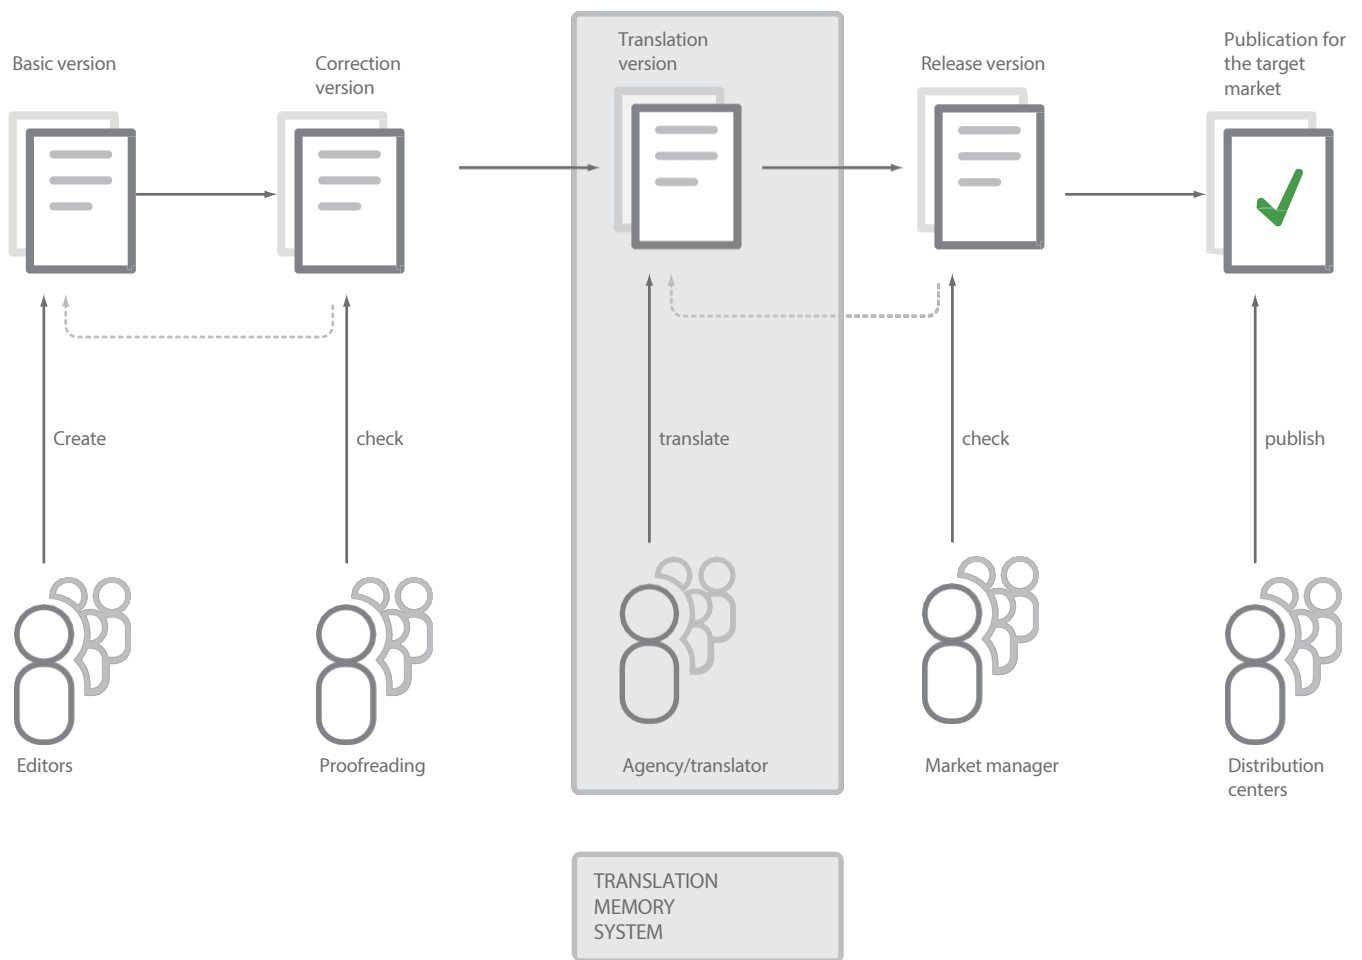 Basic version
Correction
version
Translation
version
Release version
Publication for
the target
market
Create
check
translate
check
publish
Editors
Proofreading
Agency/translator
Market manager
Distribution
centers
TRANSLATION
MEMORY
SYSTEM